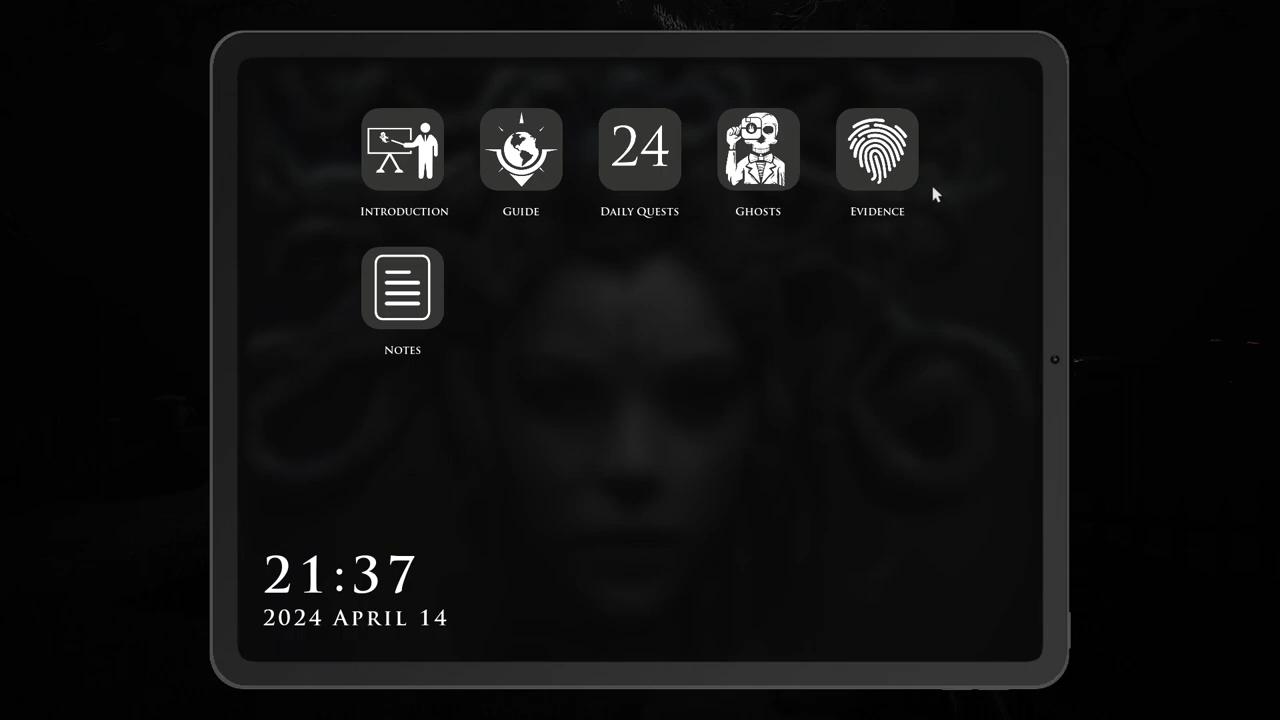 24
INTRODUCTION
GUIDE
DAILY QUESTS
GHOSTS
EVIDENCE
NOTES
21:37
2024 APRIL 14